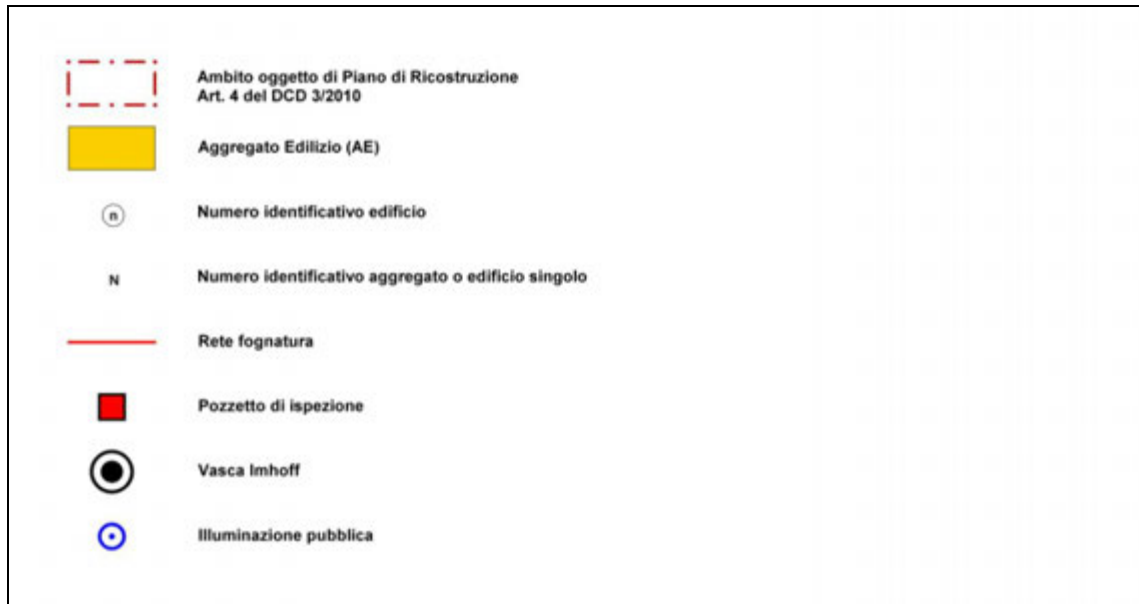 Ambito oggetto di Piano di Ricostruzione
Art. 4 del DCD 3/2010
Aggregato Edilizio (AE)
n
Numero identificativo edificio
N
Numero identificativo aggregato o edificio singolo
Rete fognatura
Pozzetto di ispezione
Vasca Imhoff
Illuminazione pubblica